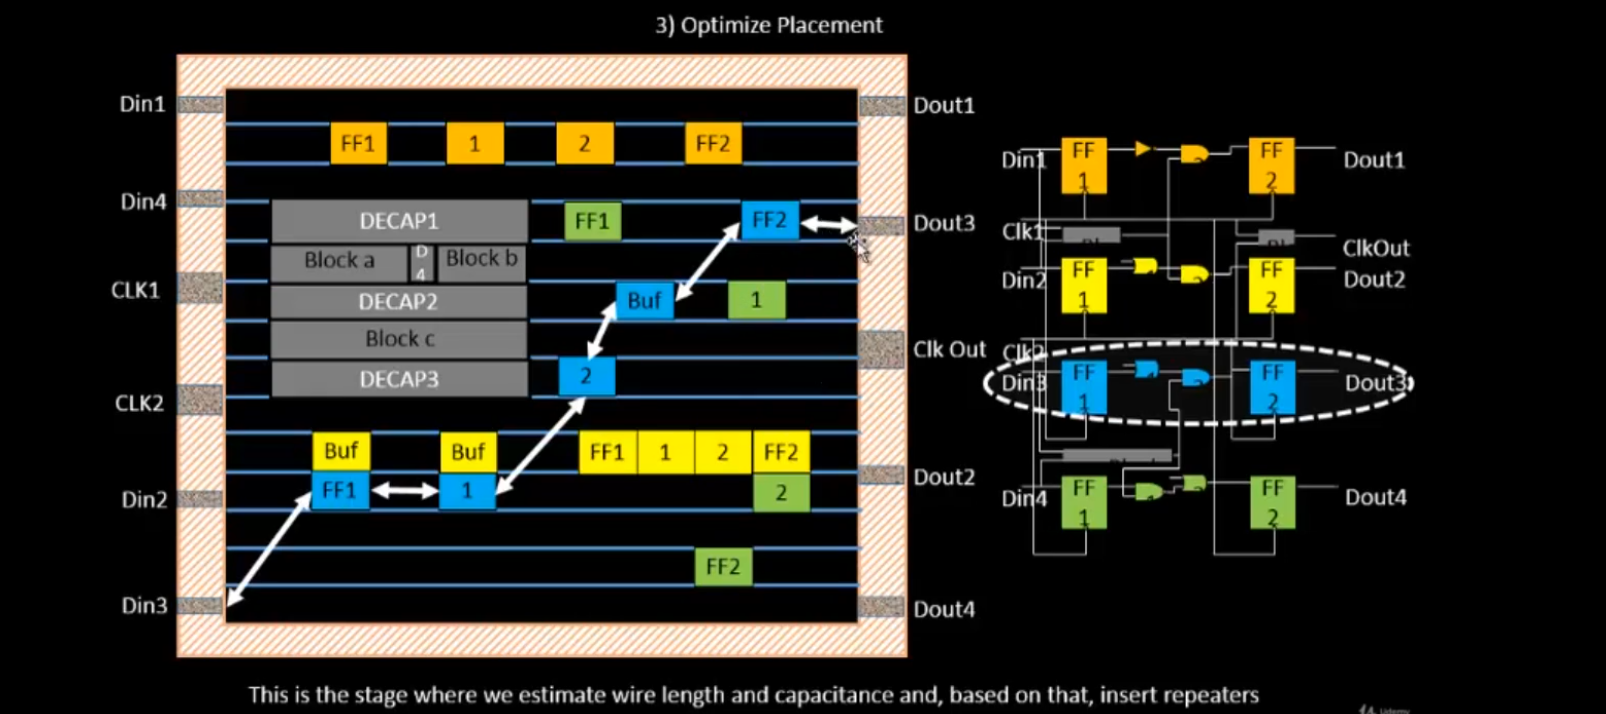 3) Optimize Placement
Din1
Din4
CLK1
CLK2
Din2
Din3
FF1 1 2 FF2
DECAP1 FF1 FF2
Block a D4 Block b
DECAP2 Buf 1
Block c
DECAP3 2
Buf Buf FF1 1 2 FF2
FF1 1 2
FF2
Dout1
Dout3
Clk Out
Dout2
Dout4
Din1 FF 1 FF 2 Dout1
Clk1 ClkOut
Din2 FF 1 FF 2 Dout2
Clk2
Din3 FF 1 FF 2 Dout3
Din4 FF 1 FF 2 Dout4
This is the stage where we estimate wire length and capacitance and, based on that, insert repeaters
Udemy